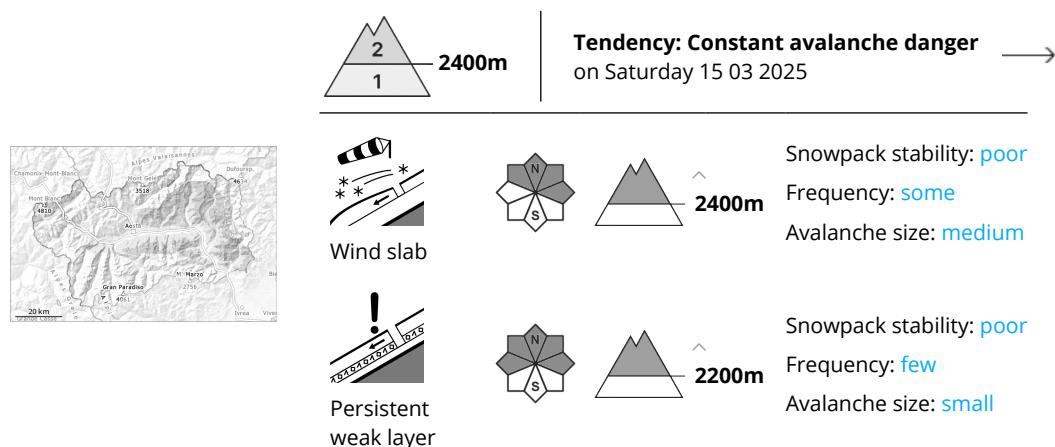 2
1
2400m
Tendency: Constant avalanche danger
on Saturday 15 03 2025
Alpes Valaisannes
Chamonix-Mont-Blanc
Mont Gelé
3518
Dufoursp.
Mont Blanc
4810
Aosta
M. Marzo
2756
Gran Paradiso
4061
20 km
Ivrea
N
S
2400m
Snowpack stability: poor
Frequency: some
Avalanche size: medium
Wind slab
N
S
2200m
Snowpack stability: poor
Frequency: few
Avalanche size: small
Persistent
weak layer